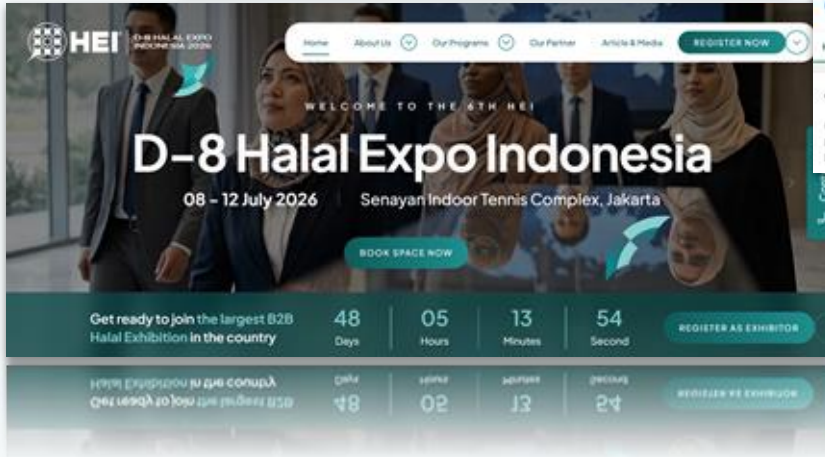 HEI
D-8 HALAL EXPO
INDONESIA 2026
Home
About Us
Our Programs
Our Partner
Article & Media
REGISTER NOW
WELCOME TO THE 6TH HEI
D-8 Halal Expo Indonesia
08 - 12 July 2026
Senayan Indoor Tennis Complex, Jakarta
BOOK SPACE NOW
Get ready to join the largest B2B
Halal Exhibition in the country
48
Days
05
Hours
13
Minutes
54
Second
REGISTER AS EXHIBITOR